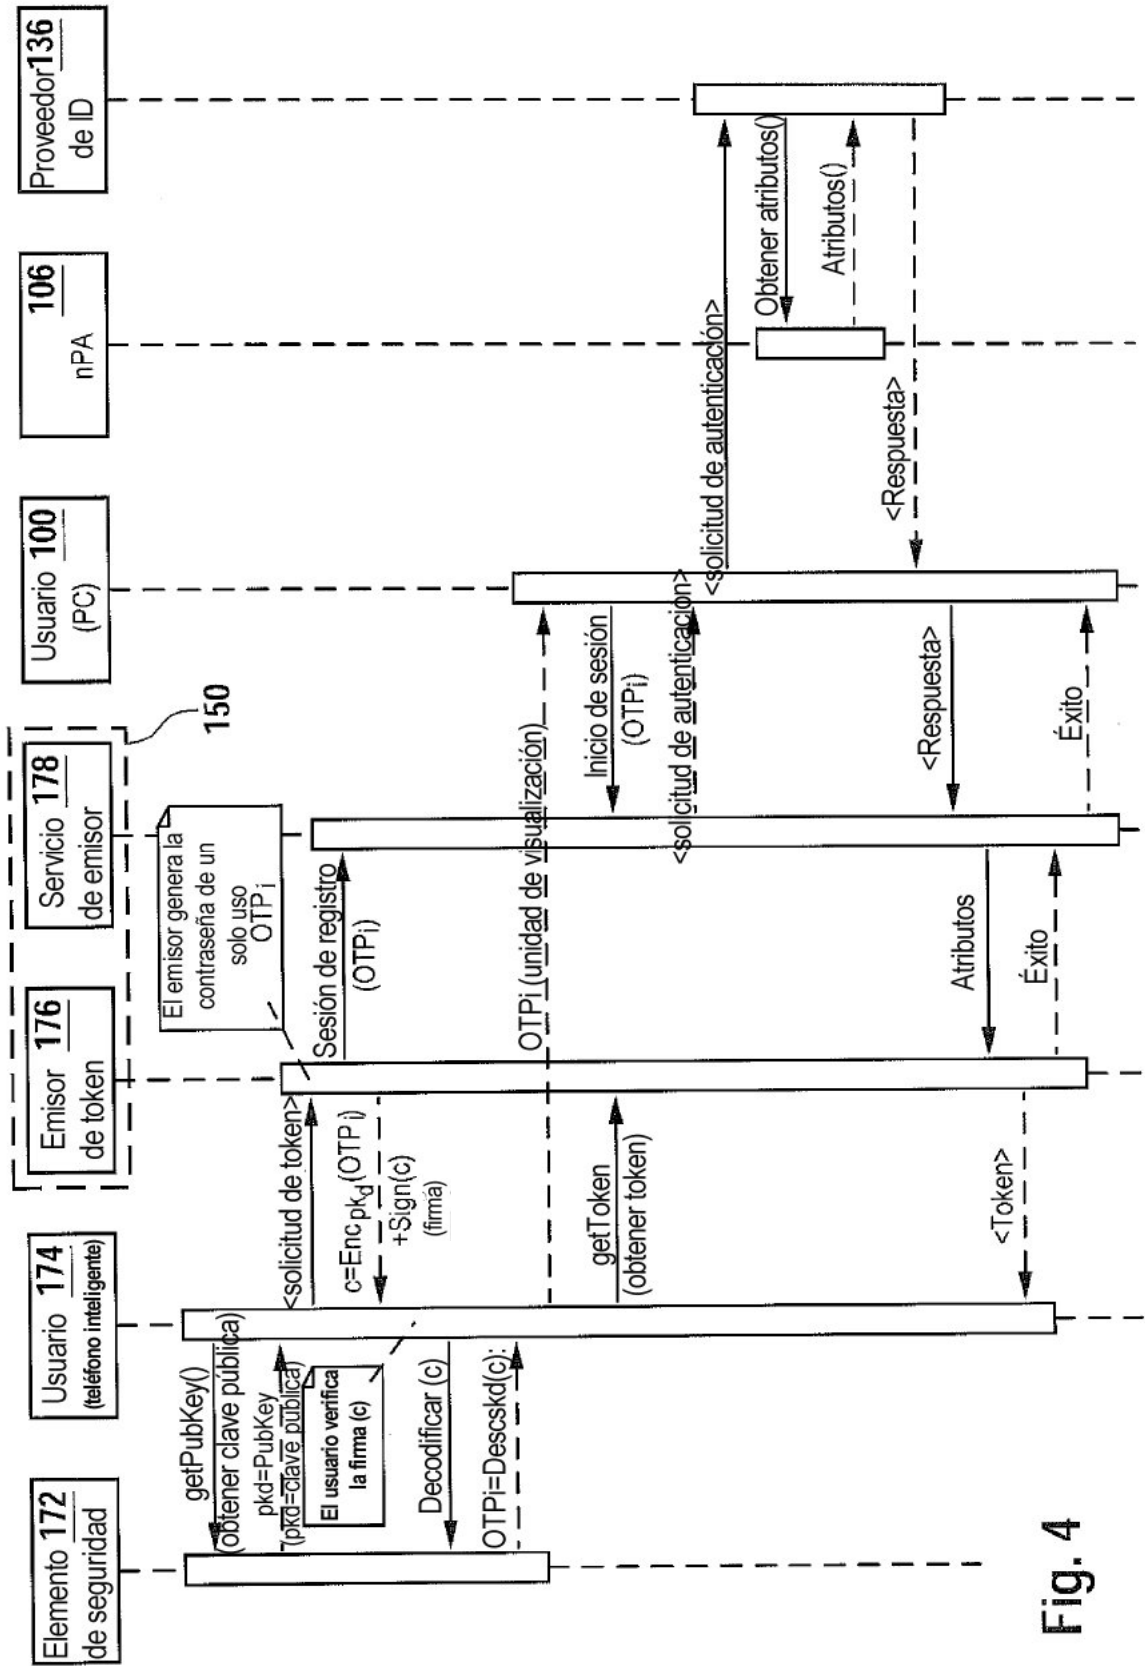 Elemento 172
de seguridad
Usuario 174
(teléfono inteligente)
Emisor 176
de token
Servicio 178
de emisor
Usuario 100
(PC)
nPA 106
Proveedor 136
de ID
150
getPubKey()
(obtener clave pública)
pkd=PubKey
(pkd=clave pública)
<solicitud de token>
El emisor genera la
contraseña de un
solo uso
OTPi
Sesión de registro
(OTPi)
c=Enc pkd(OTPi)
+Sign(c)
(firma)
El usuario verifica
la firma (c)
Decodificar (c)
OTPi=Descskd(c):
OTPi (unidad de visualización)
Inicio de sesión
(OTPi)
getToken
(obtener token)
<solicitud de autenticación>
<solicitud de autenticación>
Obtener atributos()
Atributos()
<Respuesta>
<Respuesta>
Atributos
<Token>
Éxito
Éxito
Fig. 4